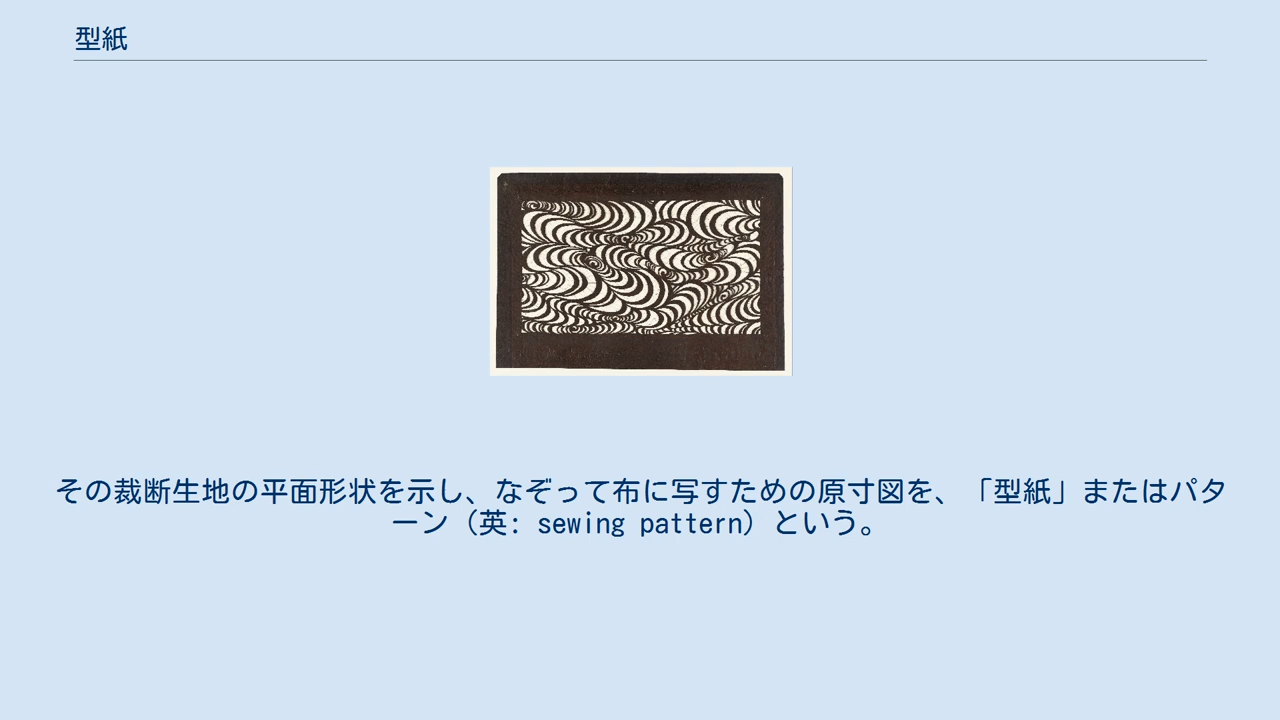 型紙
その裁断生地の平面形状を示し、なぞって布に写すための原寸図を、「型紙」またはパタ
ーン（英: sewing pattern）という。